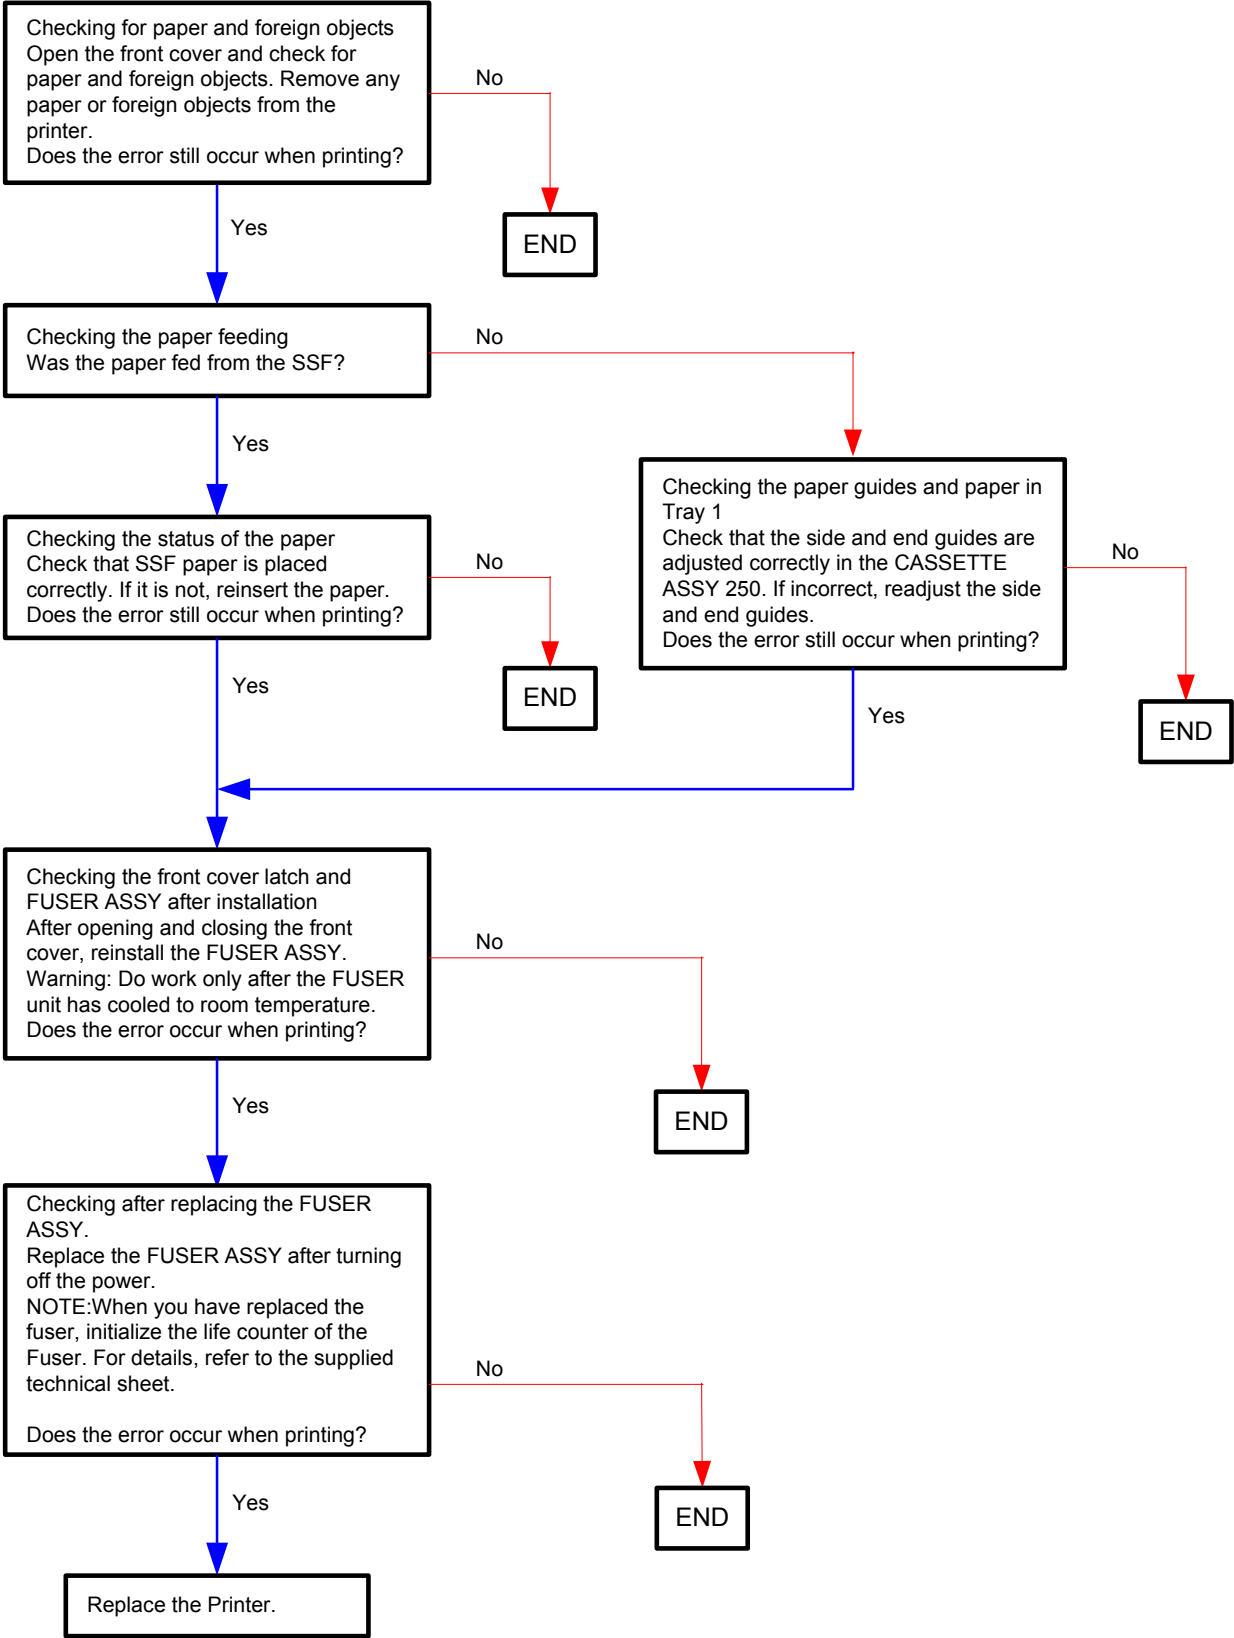 Checking for paper and foreign objects
Open the front cover and check for
paper and foreign objects. Remove any
paper or foreign objects from the
printer.
Does the error still occur when printing?
No
END
Yes
Checking the paper feeding
Was the paper fed from the SSF?
No
Yes
Checking the status of the paper
Check that SSF paper is placed
correctly. If it is not, reinsert the paper.
Does the error still occur when printing?
No
END
Yes
Checking the paper guides and paper in
Tray 1
Check that the side and end guides are
adjusted correctly in the CASSETTE
ASSY 250. If incorrect, readjust the side
and end guides.
Does the error still occur when printing?
No
END
Yes
Checking the front cover latch and
FUSER ASSY after installation
After opening and closing the front
cover, reinstall the FUSER ASSY.
Warning: Do work only after the FUSER
unit has cooled to room temperature.
Does the error occur when printing?
No
END
Yes
Checking after replacing the FUSER
ASSY.
Replace the FUSER ASSY after turning
off the power.
NOTE:When you have replaced the
fuser, initialize the life counter of the
Fuser. For details, refer to the supplied
technical sheet.
Does the error occur when printing?
No
END
Yes
Replace the Printer.